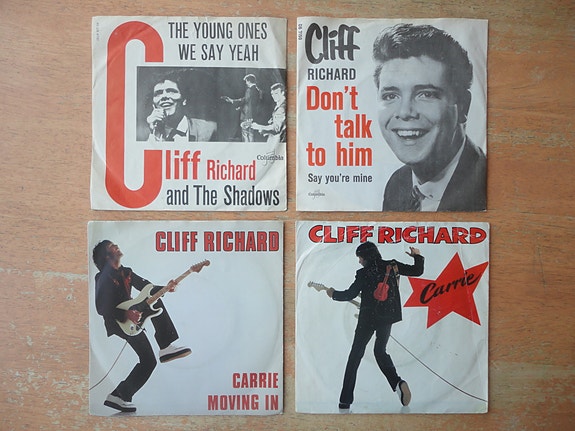 THE YOUNG ONES
WE SAY YEAH
Cliff Richard
and The Shadows
Columbia
Cliff
RICHARD
Don't
talk
to him
Say you're mine
Columbia
CLIFF RICHARD
CARRIE
MOVING IN
CLIFF RICHARD
Carrie